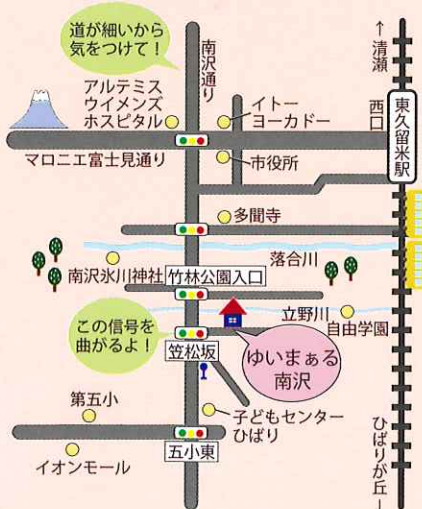 道が細いから
気をつけて!
南沢通り
↑清瀬
アルテミス
ウイメンズ
ホスピタル
イトー
ヨーカドー
西口
東久留米駅
マロニエ富士見通り
市役所
多聞寺
落合川
南沢氷川神社
竹林公園入口
立野川
自由学園
この信号を
曲がるよ!
笠松坂
ゆいまぁる
南沢
第五小
子どもセンター
ひばり
五小東
イオンモール
ひばりが丘↓